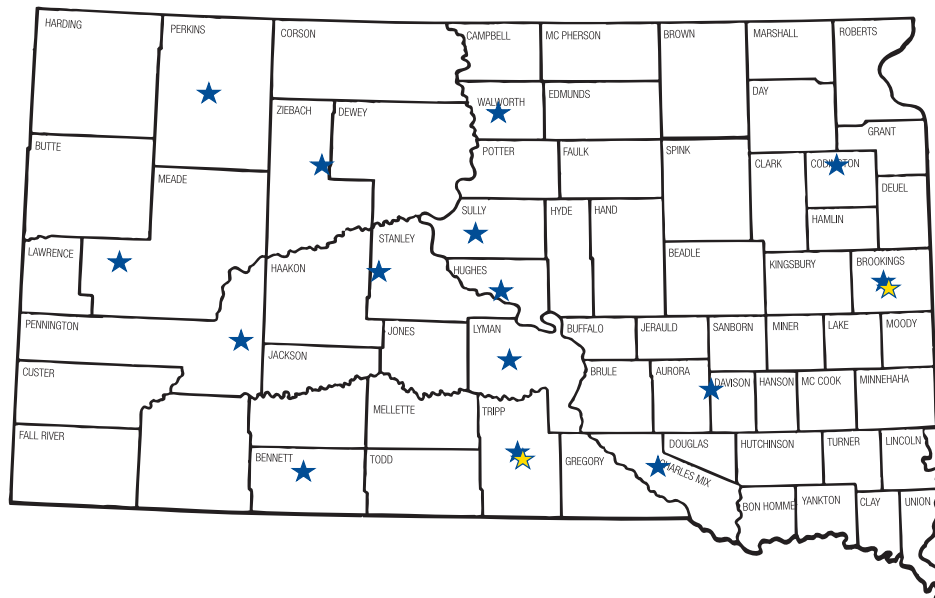 HARDING
PERKINS
CORSON
CAMPBELL
MC PHERSON
BROWN
MARSHALL
ROBERTS
ZIEBACH
DEWEY
WALWORTH
EDMUNDS
DAY
GRANT
BUTTE
MEADE
POTTER
FAULK
SPINK
CLARK
CODINGTON
DEUEL
SULLY
HYDE
HAND
HAMLIN
LAWRENCE
STANLEY
HAAKON
HUGHES
BEADLE
KINGSBURY
BROOKINGS
PENNINGTON
JACKSON
JONES
LYMAN
BUFFALO
JERAULD
SANBORN
MINER
LAKE
MOODY
CUSTER
BRULE
AURORA
DAVISON
HANSON
MC COOK
MINNEHAHA
MELLETTE
TRIPP
FALL RIVER
BENNETT
TODD
GREGORY
DOUGLAS
CHARLES MIX
HUTCHINSON
TURNER
LINCOLN
BON HOMME
YANKTON
CLAY
UNION